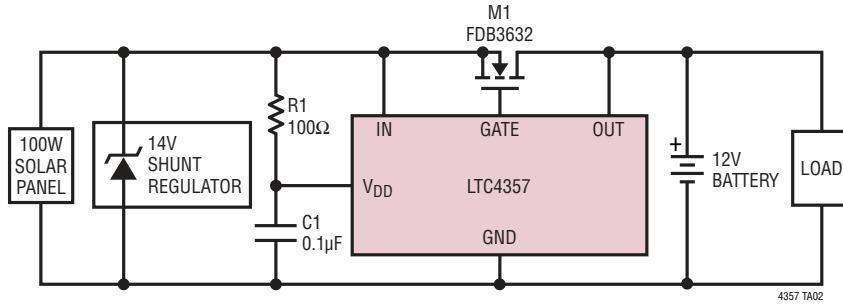 M1
FDB3632
R1
100Ω
IN
GATE
OUT
100W
SOLAR
PANEL
14V
SHUNT
REGULATOR
VDD
LTC4357
12V
BATTERY
LOAD
C1
0.1µF
GND
+
4357 TA02